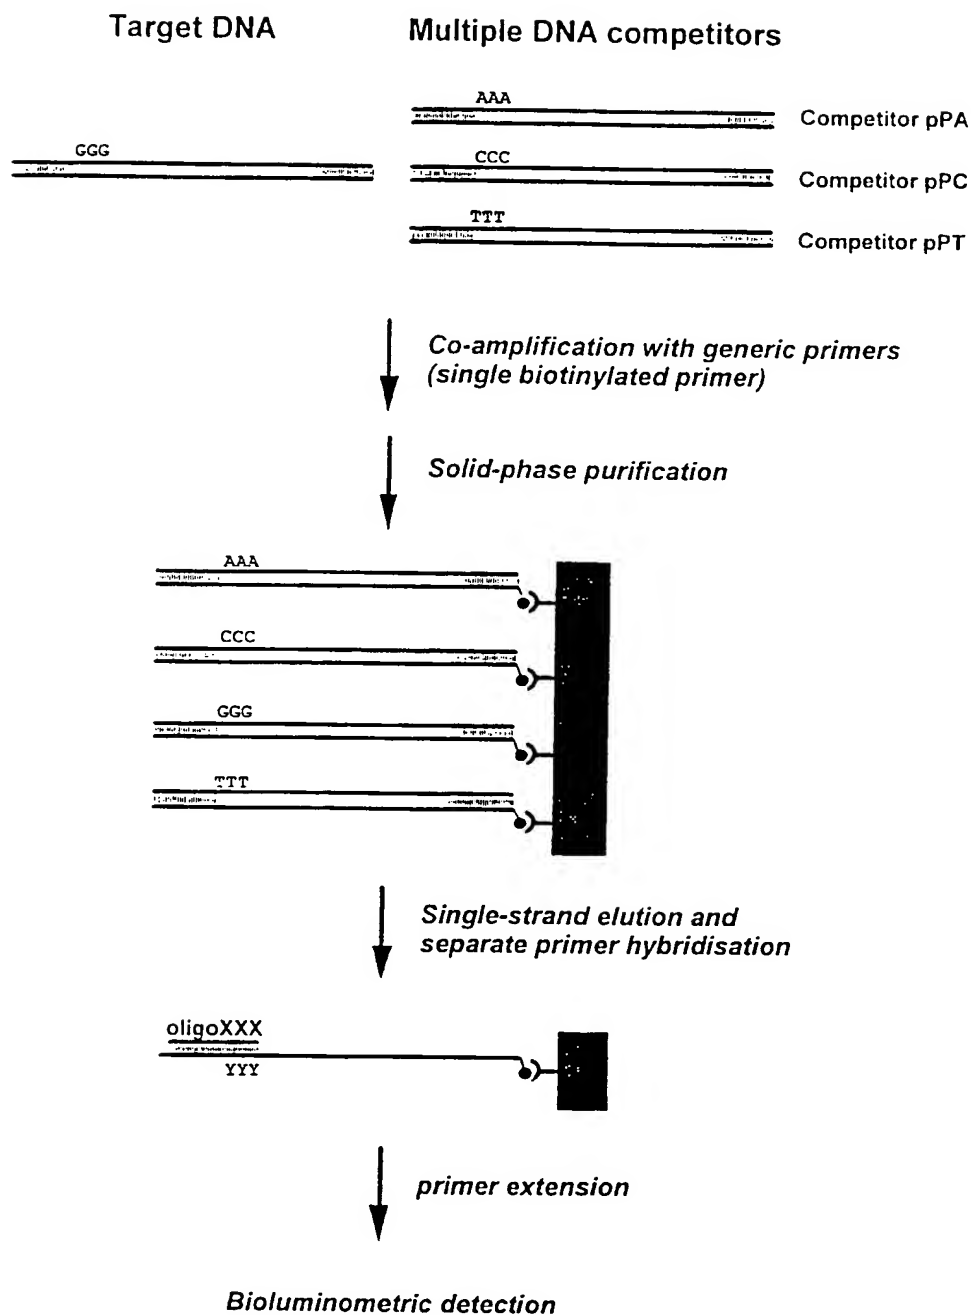 Target DNA
Multiple DNA competitors
AAA
Competitor pPA
GGG
CCC
Competitor pPC
TTT
Competitor pPT
Co-amplification with generic primers
(single biotinylated primer)
Solid-phase purification
AAA
CCC
GGG
TTT
Single-strand elution and
separate primer hybridisation
oligoXXX
YYY
primer extension
Bioluminometric detection